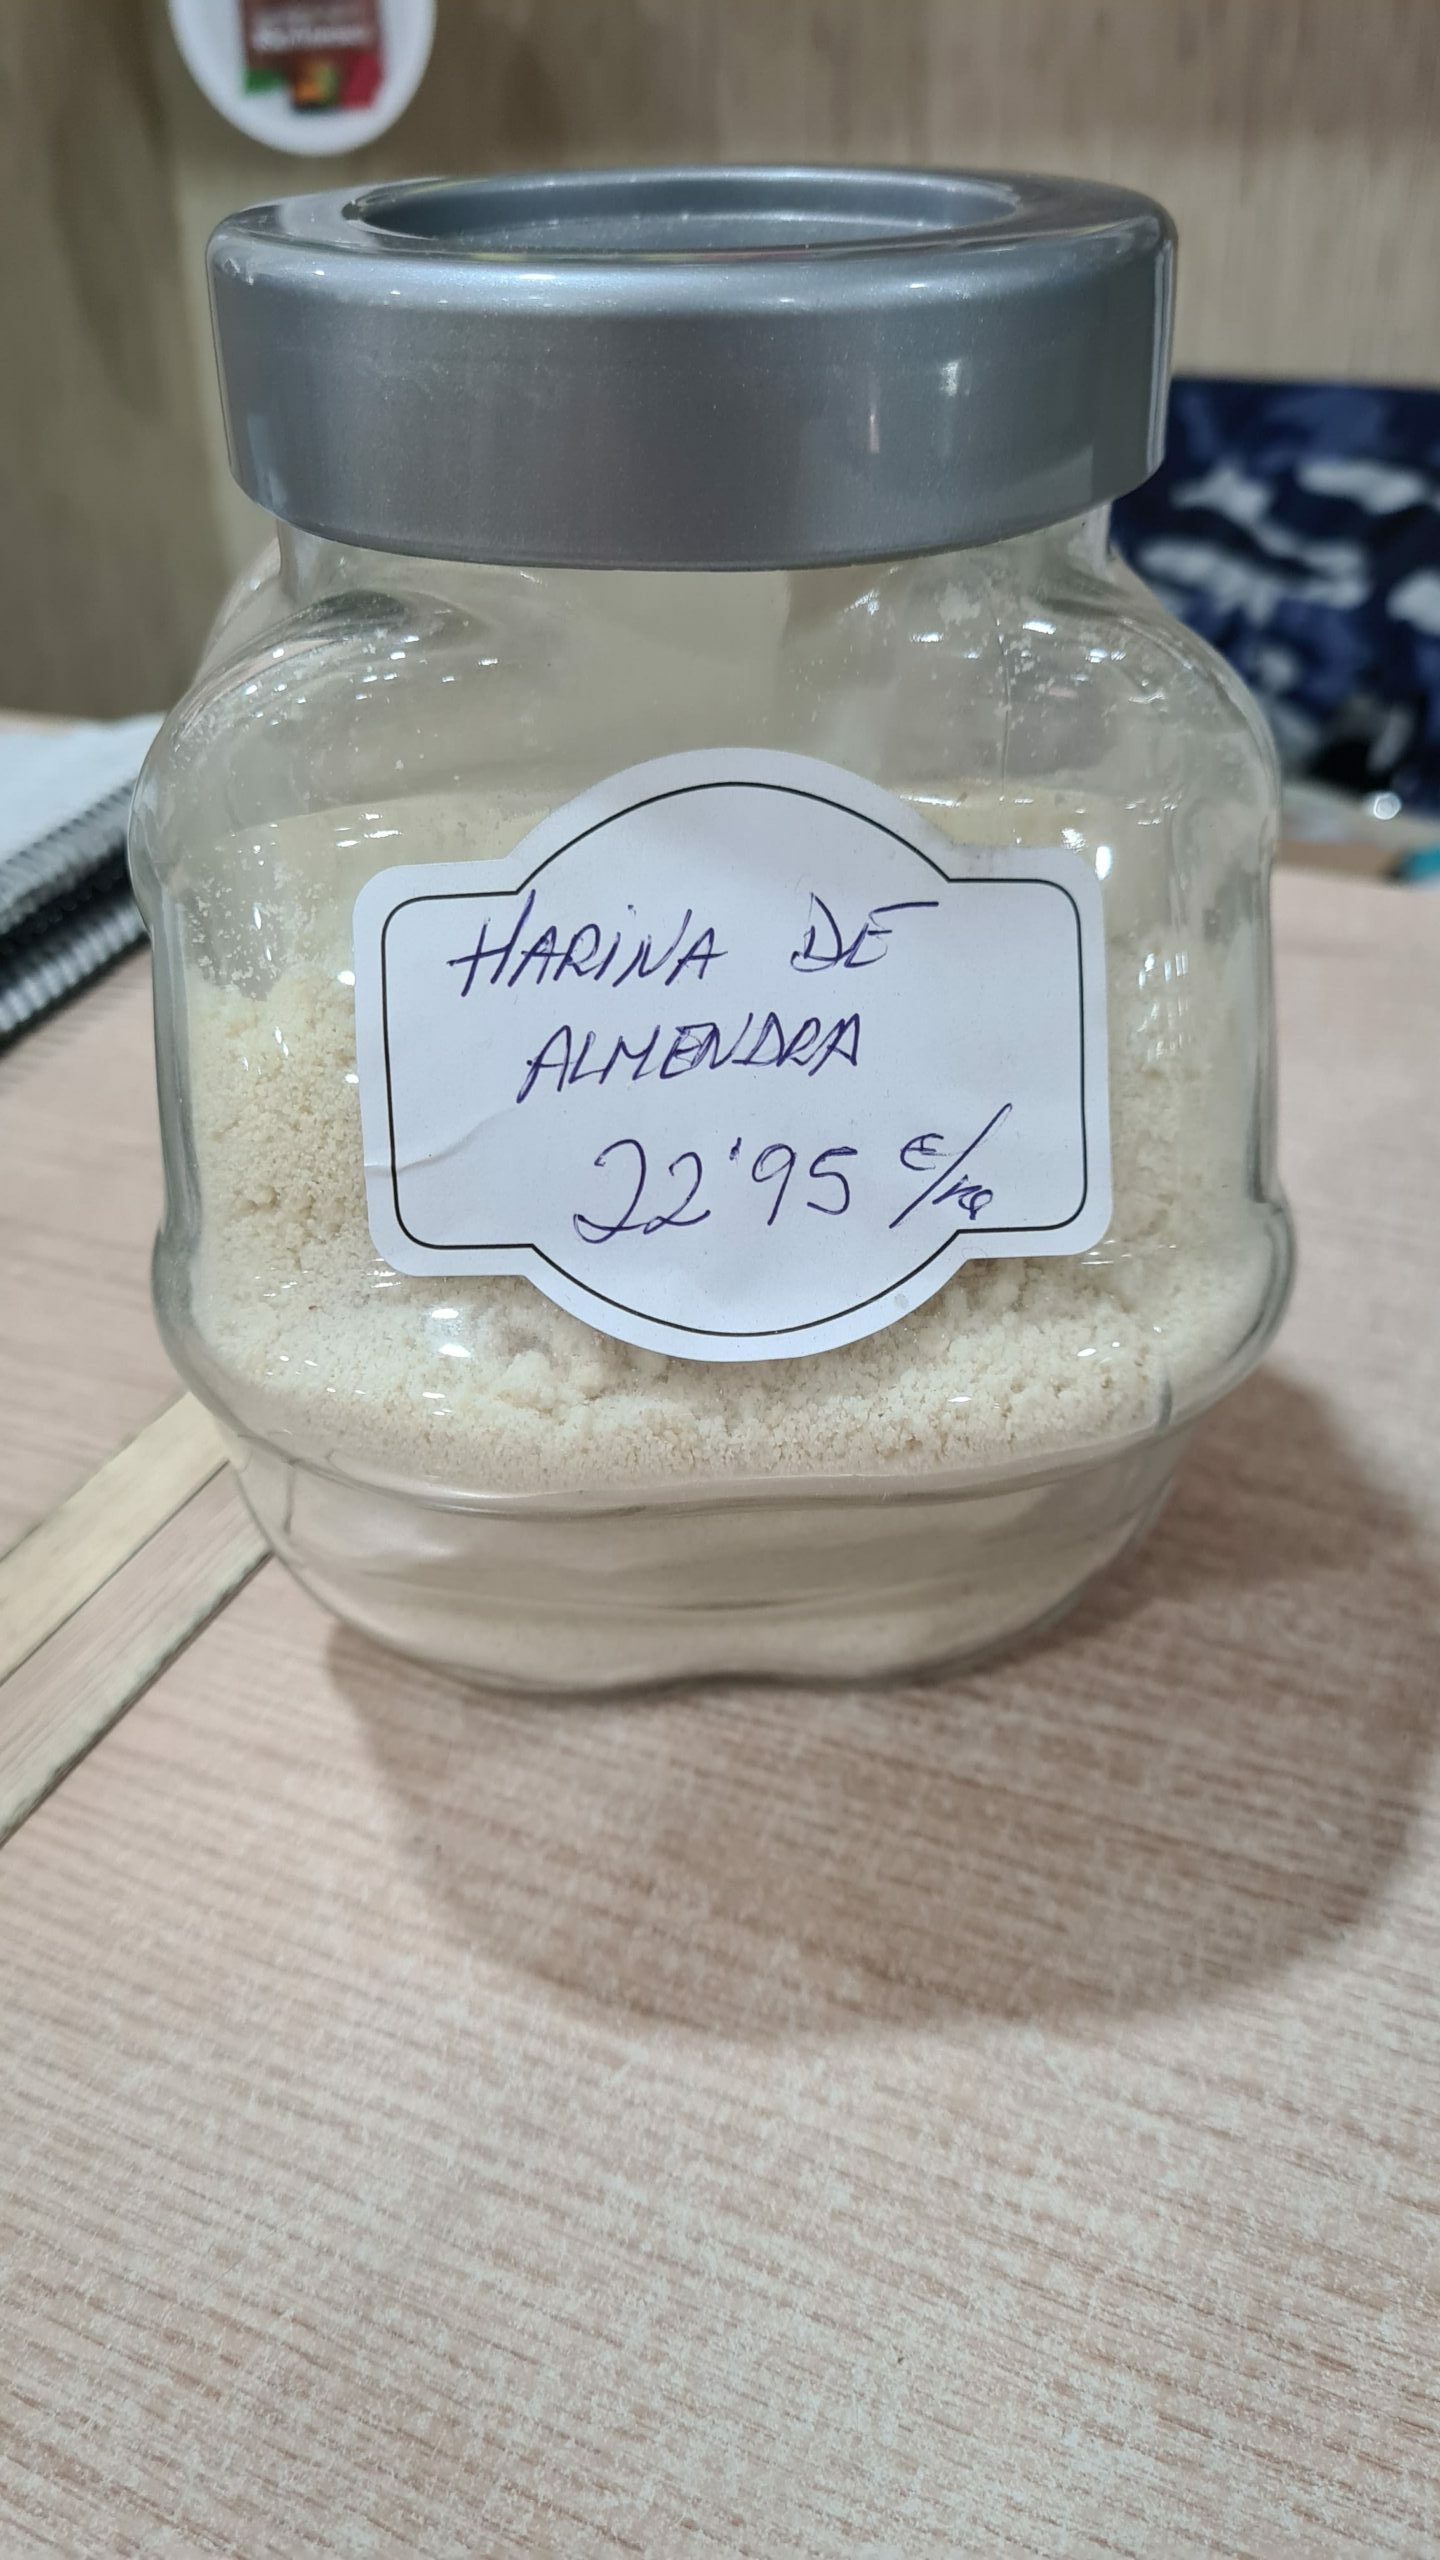 HARINA DE
ALMENDRA
22'95 €/KG